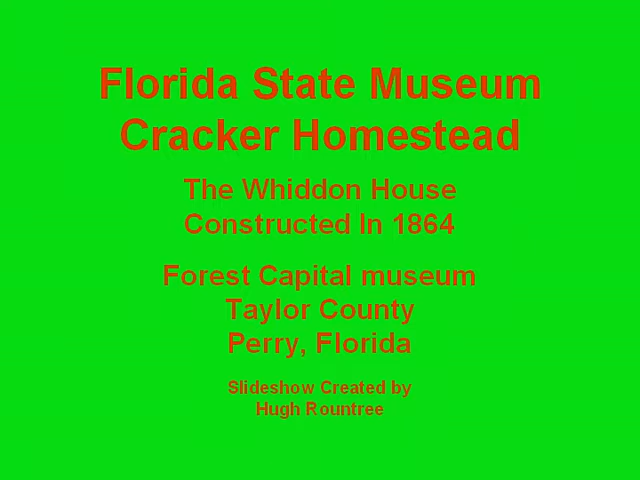 Florida State Museum
Cracker Homestead
The Whiddon House
Constructed In 1864
Forest Capital museum
Taylor County
Perry, Florida
Slideshow Created by
Hugh Rountree